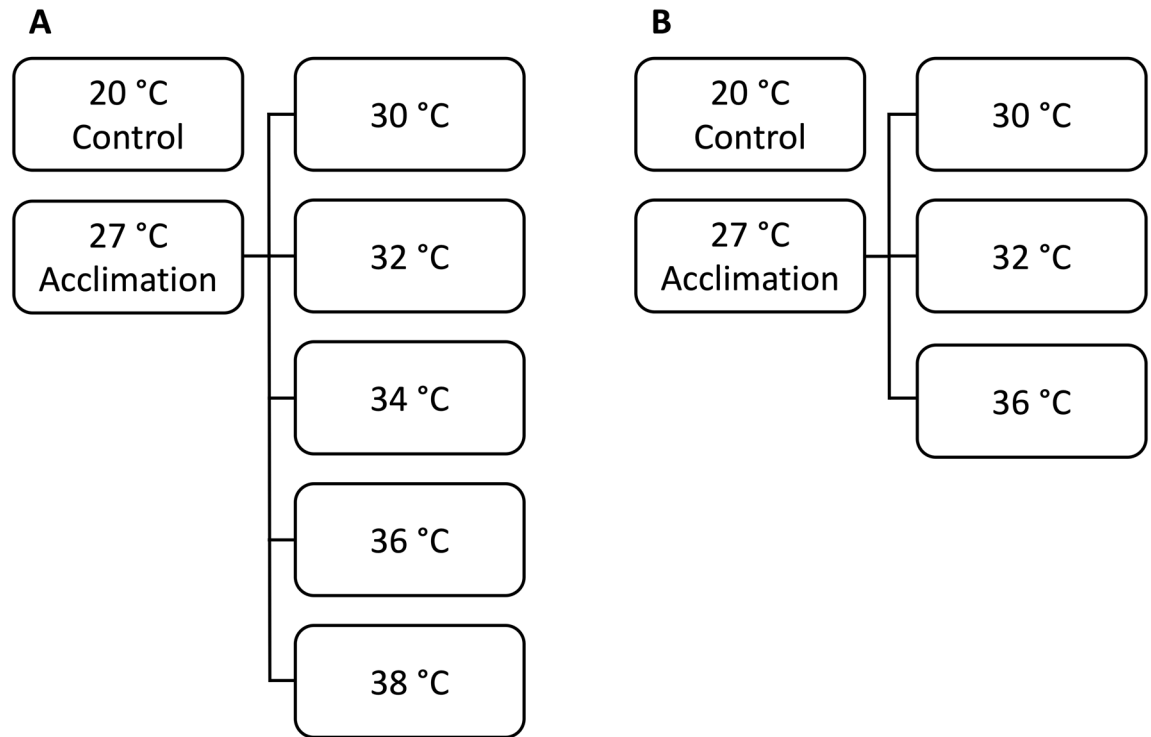 A
20 °C
Control
27 °C
Acclimation
30 °C
32 °C
34 °C
36 °C
38 °C
B
20 °C
Control
27 °C
Acclimation
30 °C
32 °C
36 °C